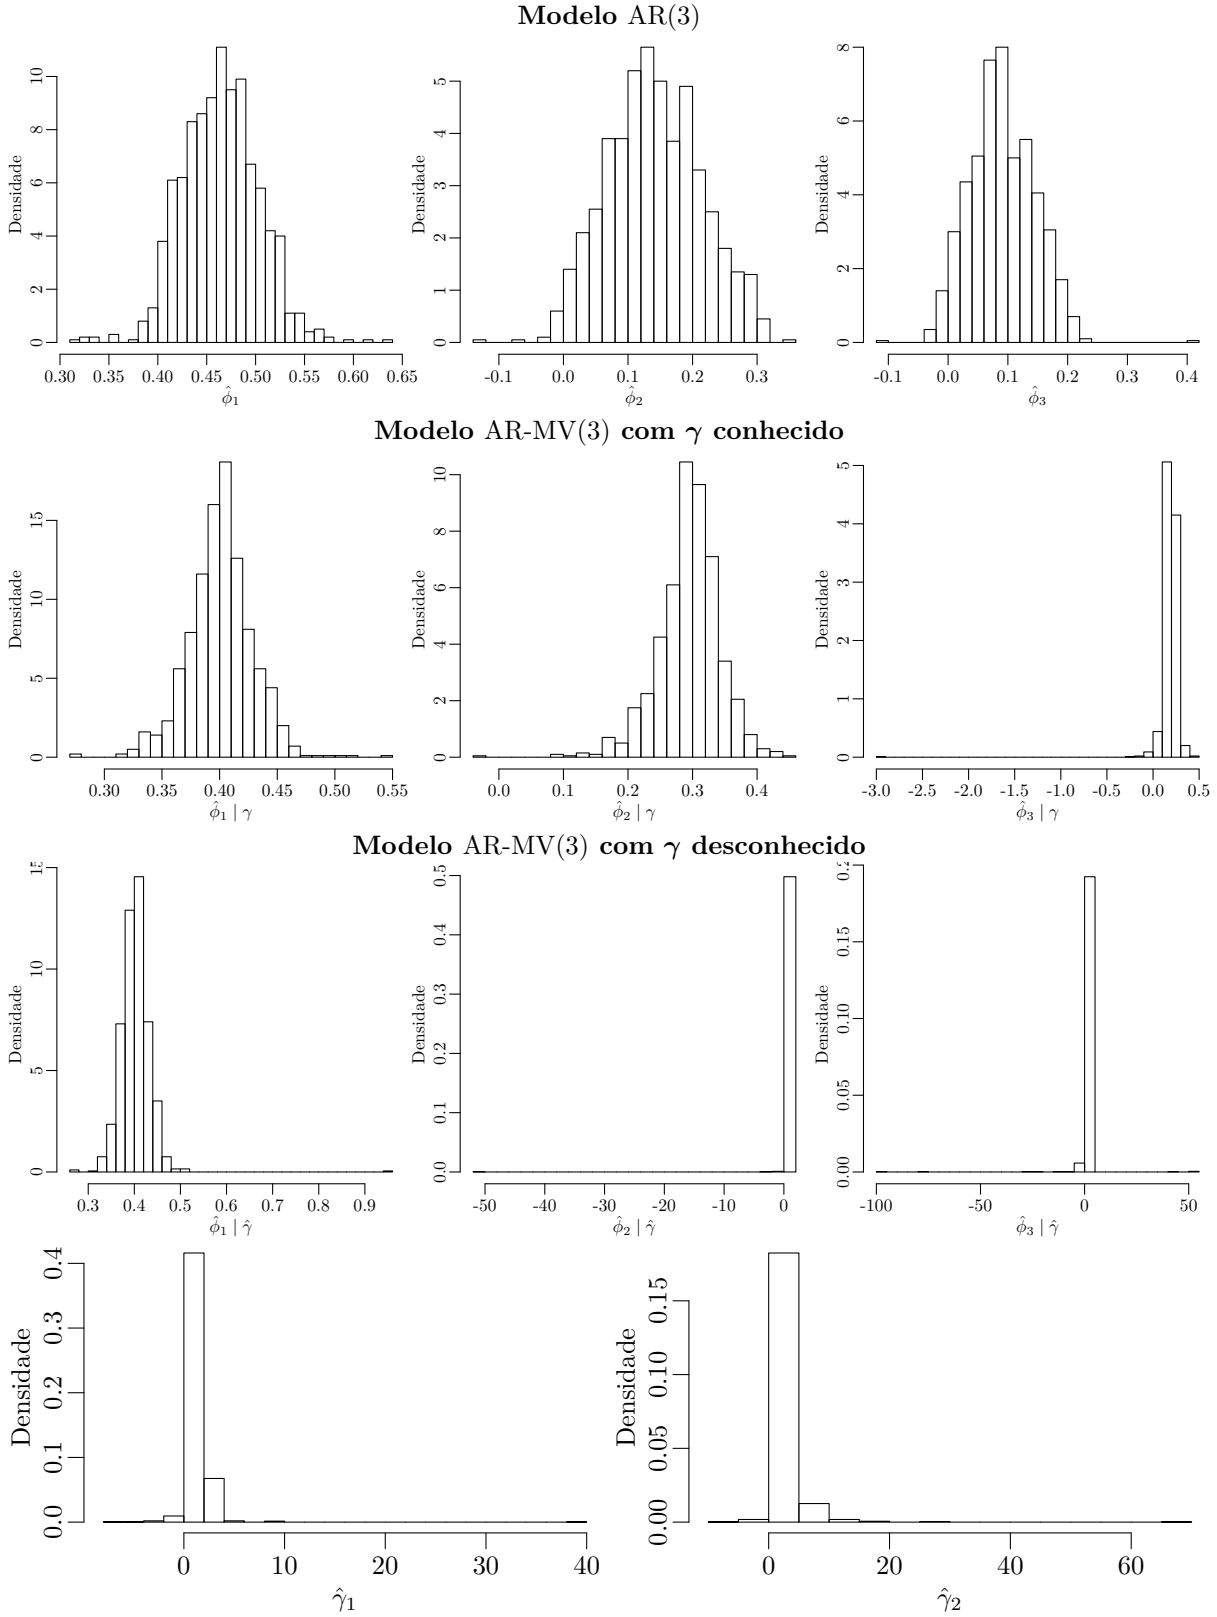 Modelo AR(3)
Densidade
0 2 4 6 8 10
0.30 0.35 0.40 0.45 0.50 0.55 0.60 0.65
φ̂1
Densidade
0 1 2 3 4 5
-0.1 0.0 0.1 0.2 0.3
φ̂2
Densidade
0 2 4 6 8
-0.1 0.0 0.1 0.2 0.3 0.4
φ̂3
Modelo AR-MV(3) com γ conhecido
Densidade
0 5 10 15
0.30 0.35 0.40 0.45 0.50 0.55
φ̂1 | γ
Densidade
0 2 4 6 8 10
0.0 0.1 0.2 0.3 0.4
φ̂2 | γ
Densidade
0 1 2 3 4 5
-3.0 -2.5 -2.0 -1.5 -1.0 -0.5 0.0 0.5
φ̂3 | γ
Modelo AR-MV(3) com γ desconhecido
Densidade
0 5 10 15
0.3 0.4 0.5 0.6 0.7 0.8 0.9
φ̂1 | γ̂
Densidade
0.0 0.1 0.2 0.3 0.4 0.5
-50 -40 -30 -20 -10 0
φ̂2 | γ̂
Densidade
0.00 0.05 0.10 0.15
-100 -50 0 50
φ̂3 | γ̂
Densidade
0.0 0.1 0.2 0.3 0.4
0 10 20 30 40
γ̂1
Densidade
0.00 0.05 0.10 0.15
0 20 40 60
γ̂2